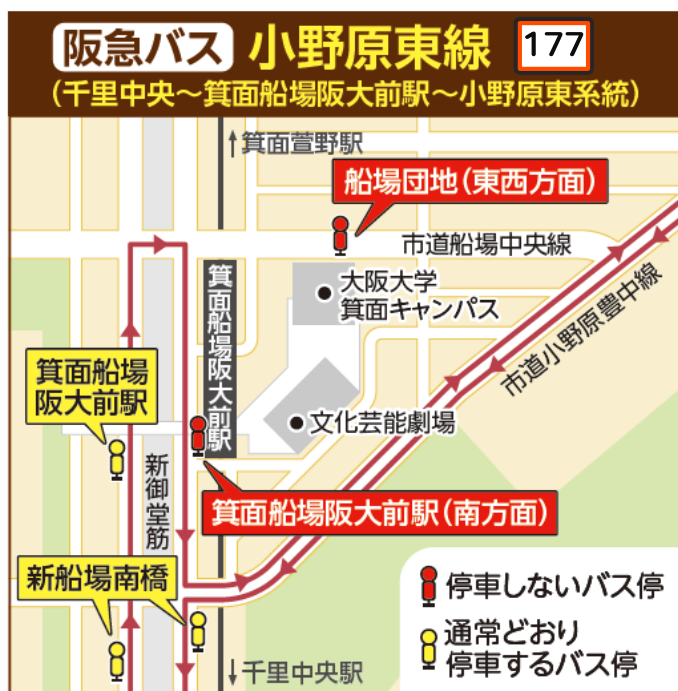 阪急バス 小野原東線 177
(千里中央～箕面船場阪大前駅～小野原東系統)
↑箕面萱野駅
船場団地(東西方面)
市道船場中央線
箕面船場阪大前駅
大阪大学
箕面キャンパス
市道小野原豊中線
箕面船場
阪大前駅
文化芸能劇場
新御堂筋
箕面船場阪大前駅(南方面)
新船場南橋
停車しないバス停
通常どおり
停車するバス停
↓千里中央駅